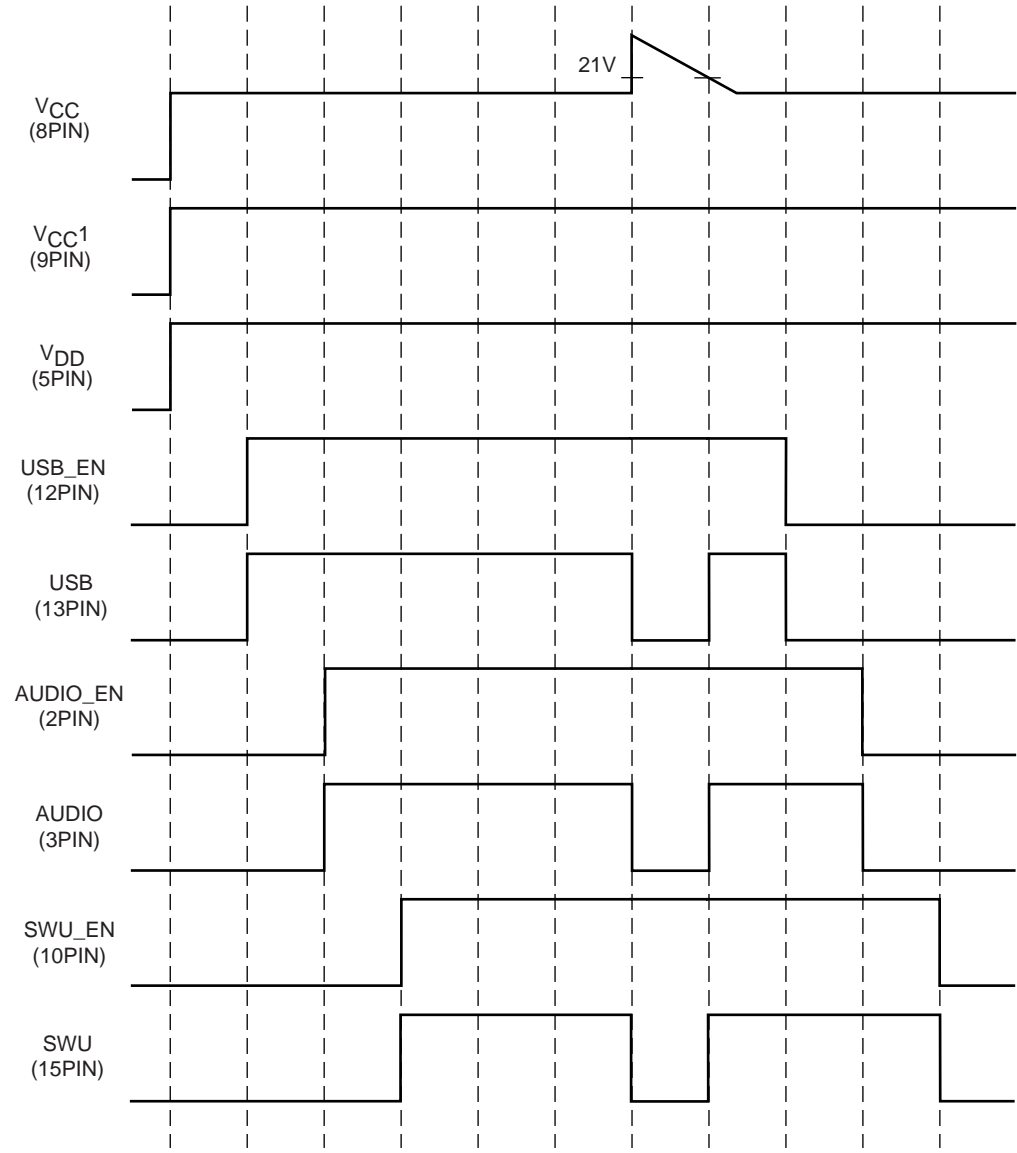 21V
VCC
(8PIN)
VCC1
(9PIN)
VDD
(5PIN)
USB_EN
(12PIN)
USB
(13PIN)
AUDIO_EN
(2PIN)
AUDIO
(3PIN)
SWU_EN
(10PIN)
SWU
(15PIN)